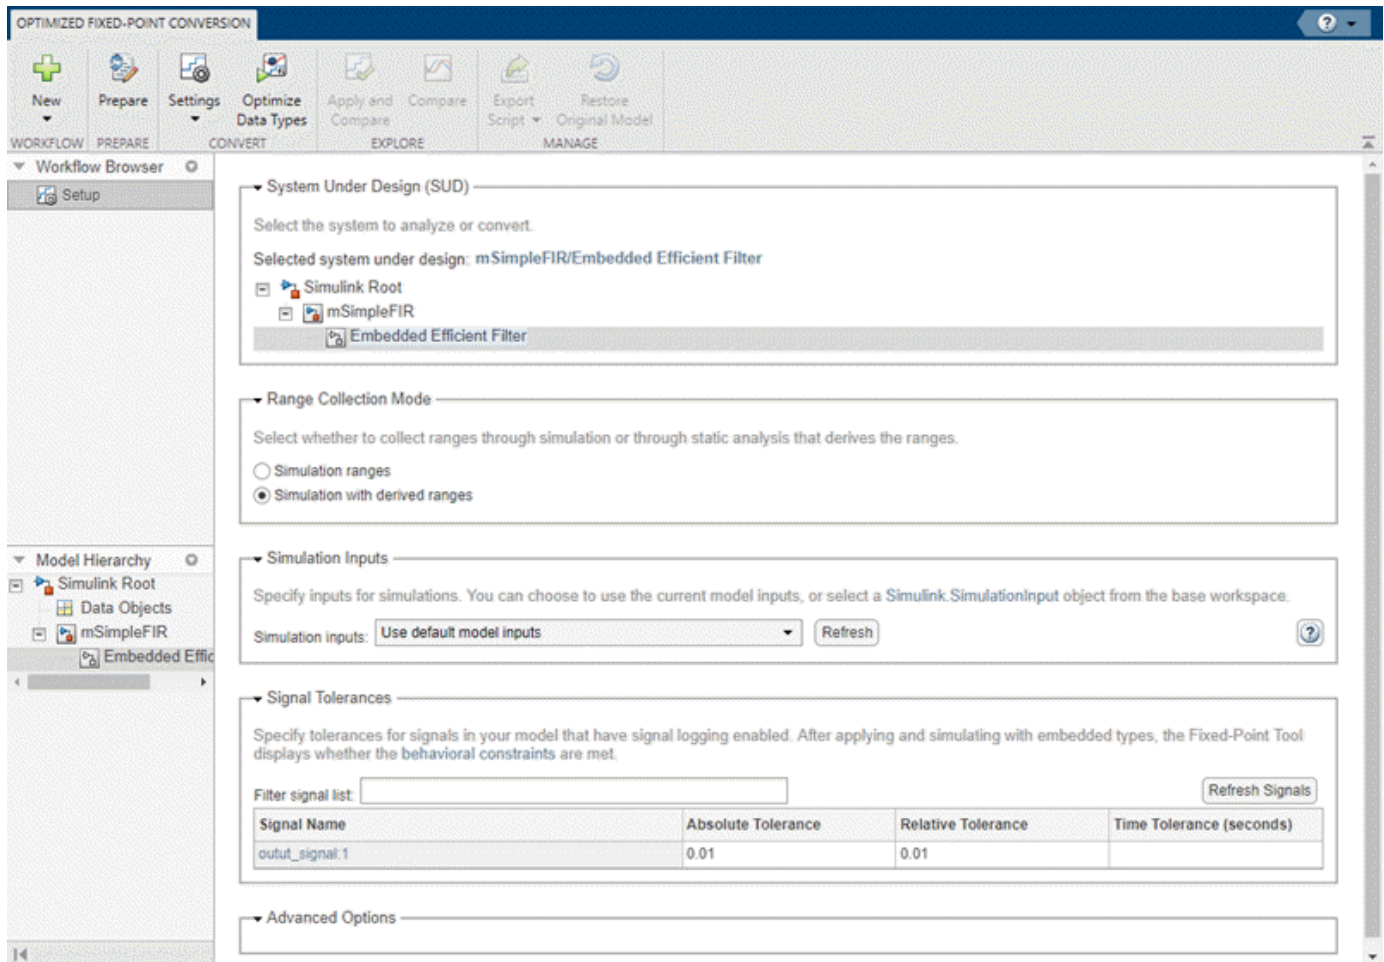 OPTIMIZED FIXED-POINT CONVERSION
New
Prepare
Settings
Optimize
Data Types
Apply and
Compare
Compare
Export
Script
Restore
Original Model
WORKFLOW
PREPARE
CONVERT
EXPLORE
MANAGE
Workflow Browser
Setup
System Under Design (SUD)
Select the system to analyze or convert.
Selected system under design: mSimpleFIR/Embedded Efficient Filter
Simulink Root
mSimpleFIR
Embedded Efficient Filter
Range Collection Mode
Select whether to collect ranges through simulation or through static analysis that derives the ranges.
Simulation ranges
Simulation with derived ranges
Model Hierarchy
Simulink Root
Data Objects
mSimpleFIR
Embedded Effic
Simulation Inputs
Specify inputs for simulations. You can choose to use the current model inputs, or select a Simulink.SimulationInput object from the base workspace.
Simulation inputs: Use default model inputs Refresh
Signal Tolerances
Specify tolerances for signals in your model that have signal logging enabled. After applying and simulating with embedded types, the Fixed-Point Tool
displays whether the behavioral constraints are met.
Filter signal list: Refresh Signals
Signal Name Absolute Tolerance Relative Tolerance Time Tolerance (seconds)
outut_signal:1 0.01 0.01
Advanced Options